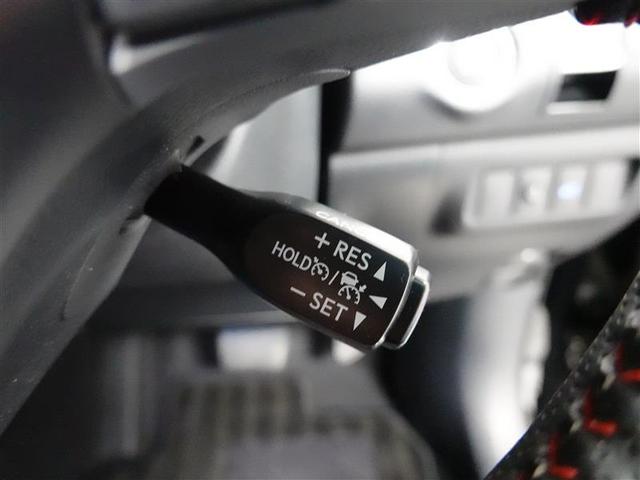 + RES ▲
HOLD / ◀
− SET ▼